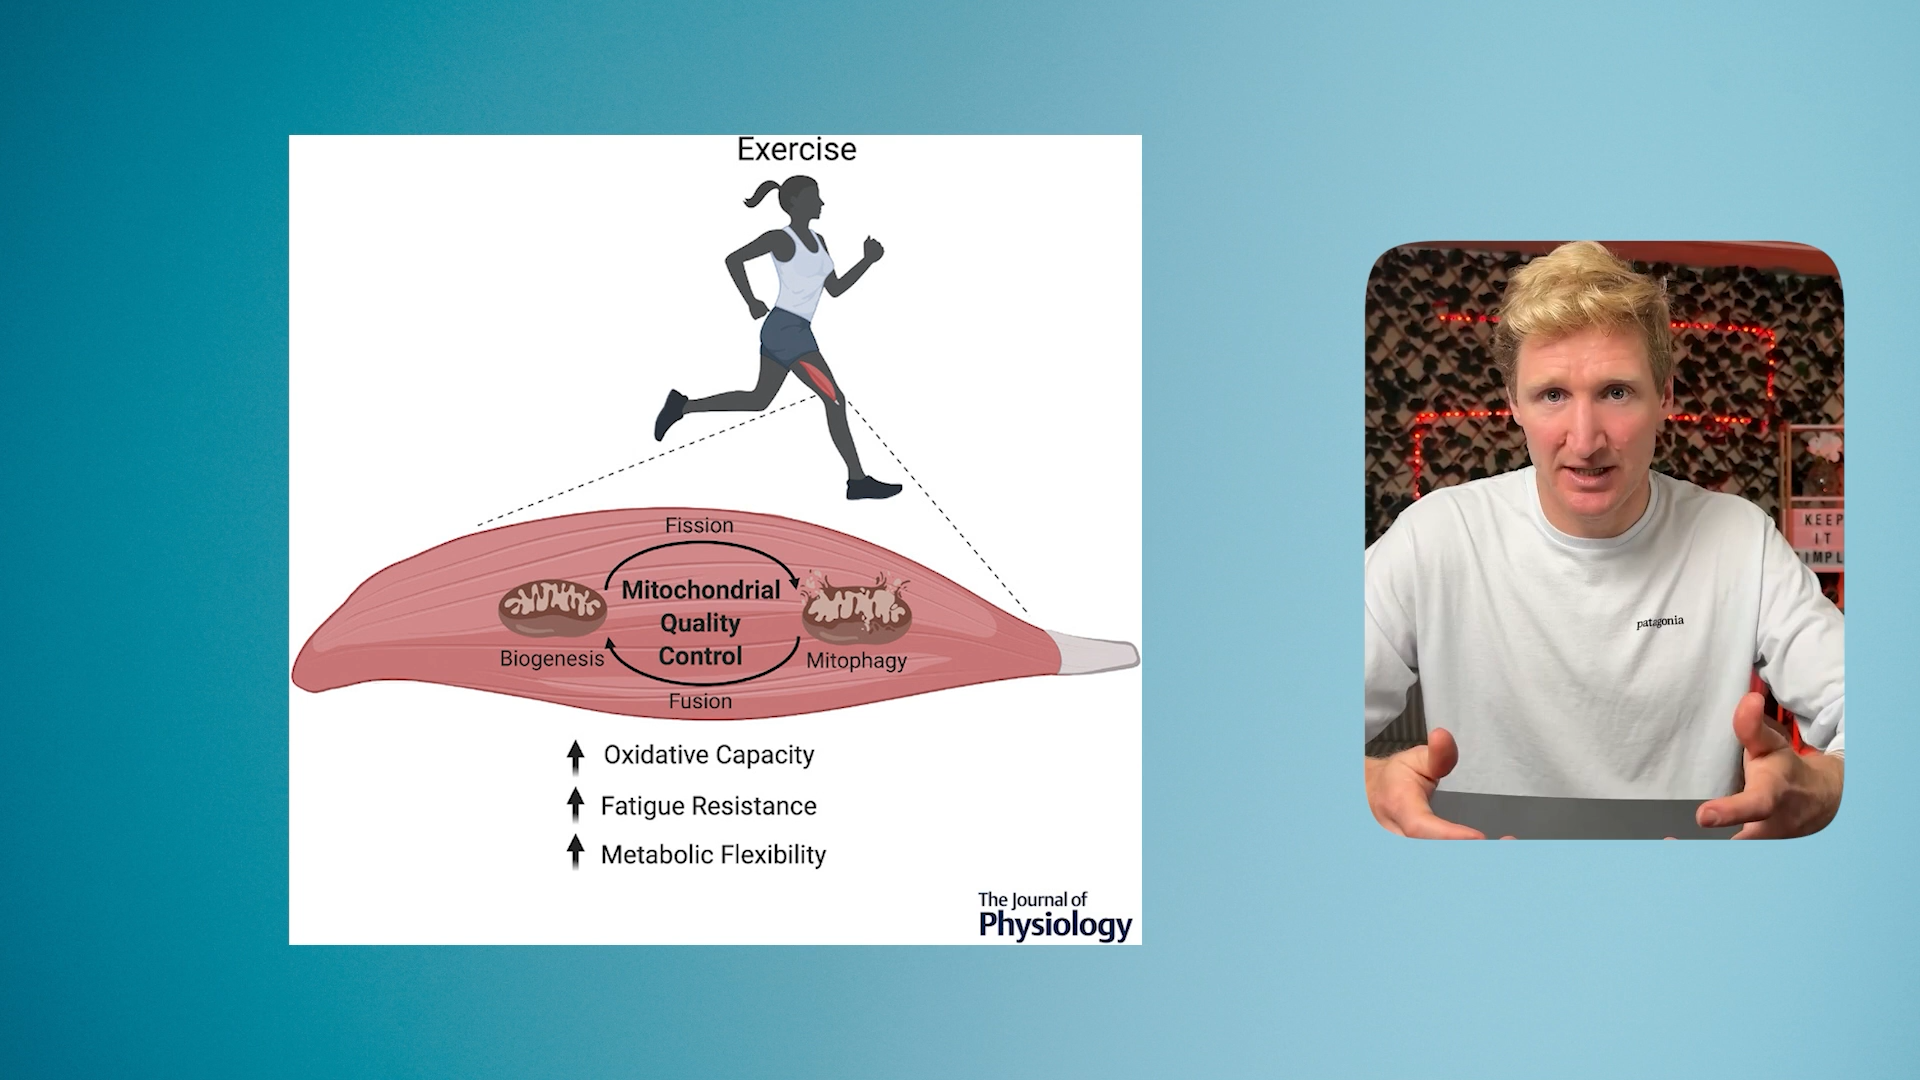 Exercise
Fission
Mitochondrial
Quality
Control
Biogenesis
Mitophagy
Fusion
Oxidative Capacity
Fatigue Resistance
Metabolic Flexibility
The Journal of
Physiology
patagonia
KEEP
IT